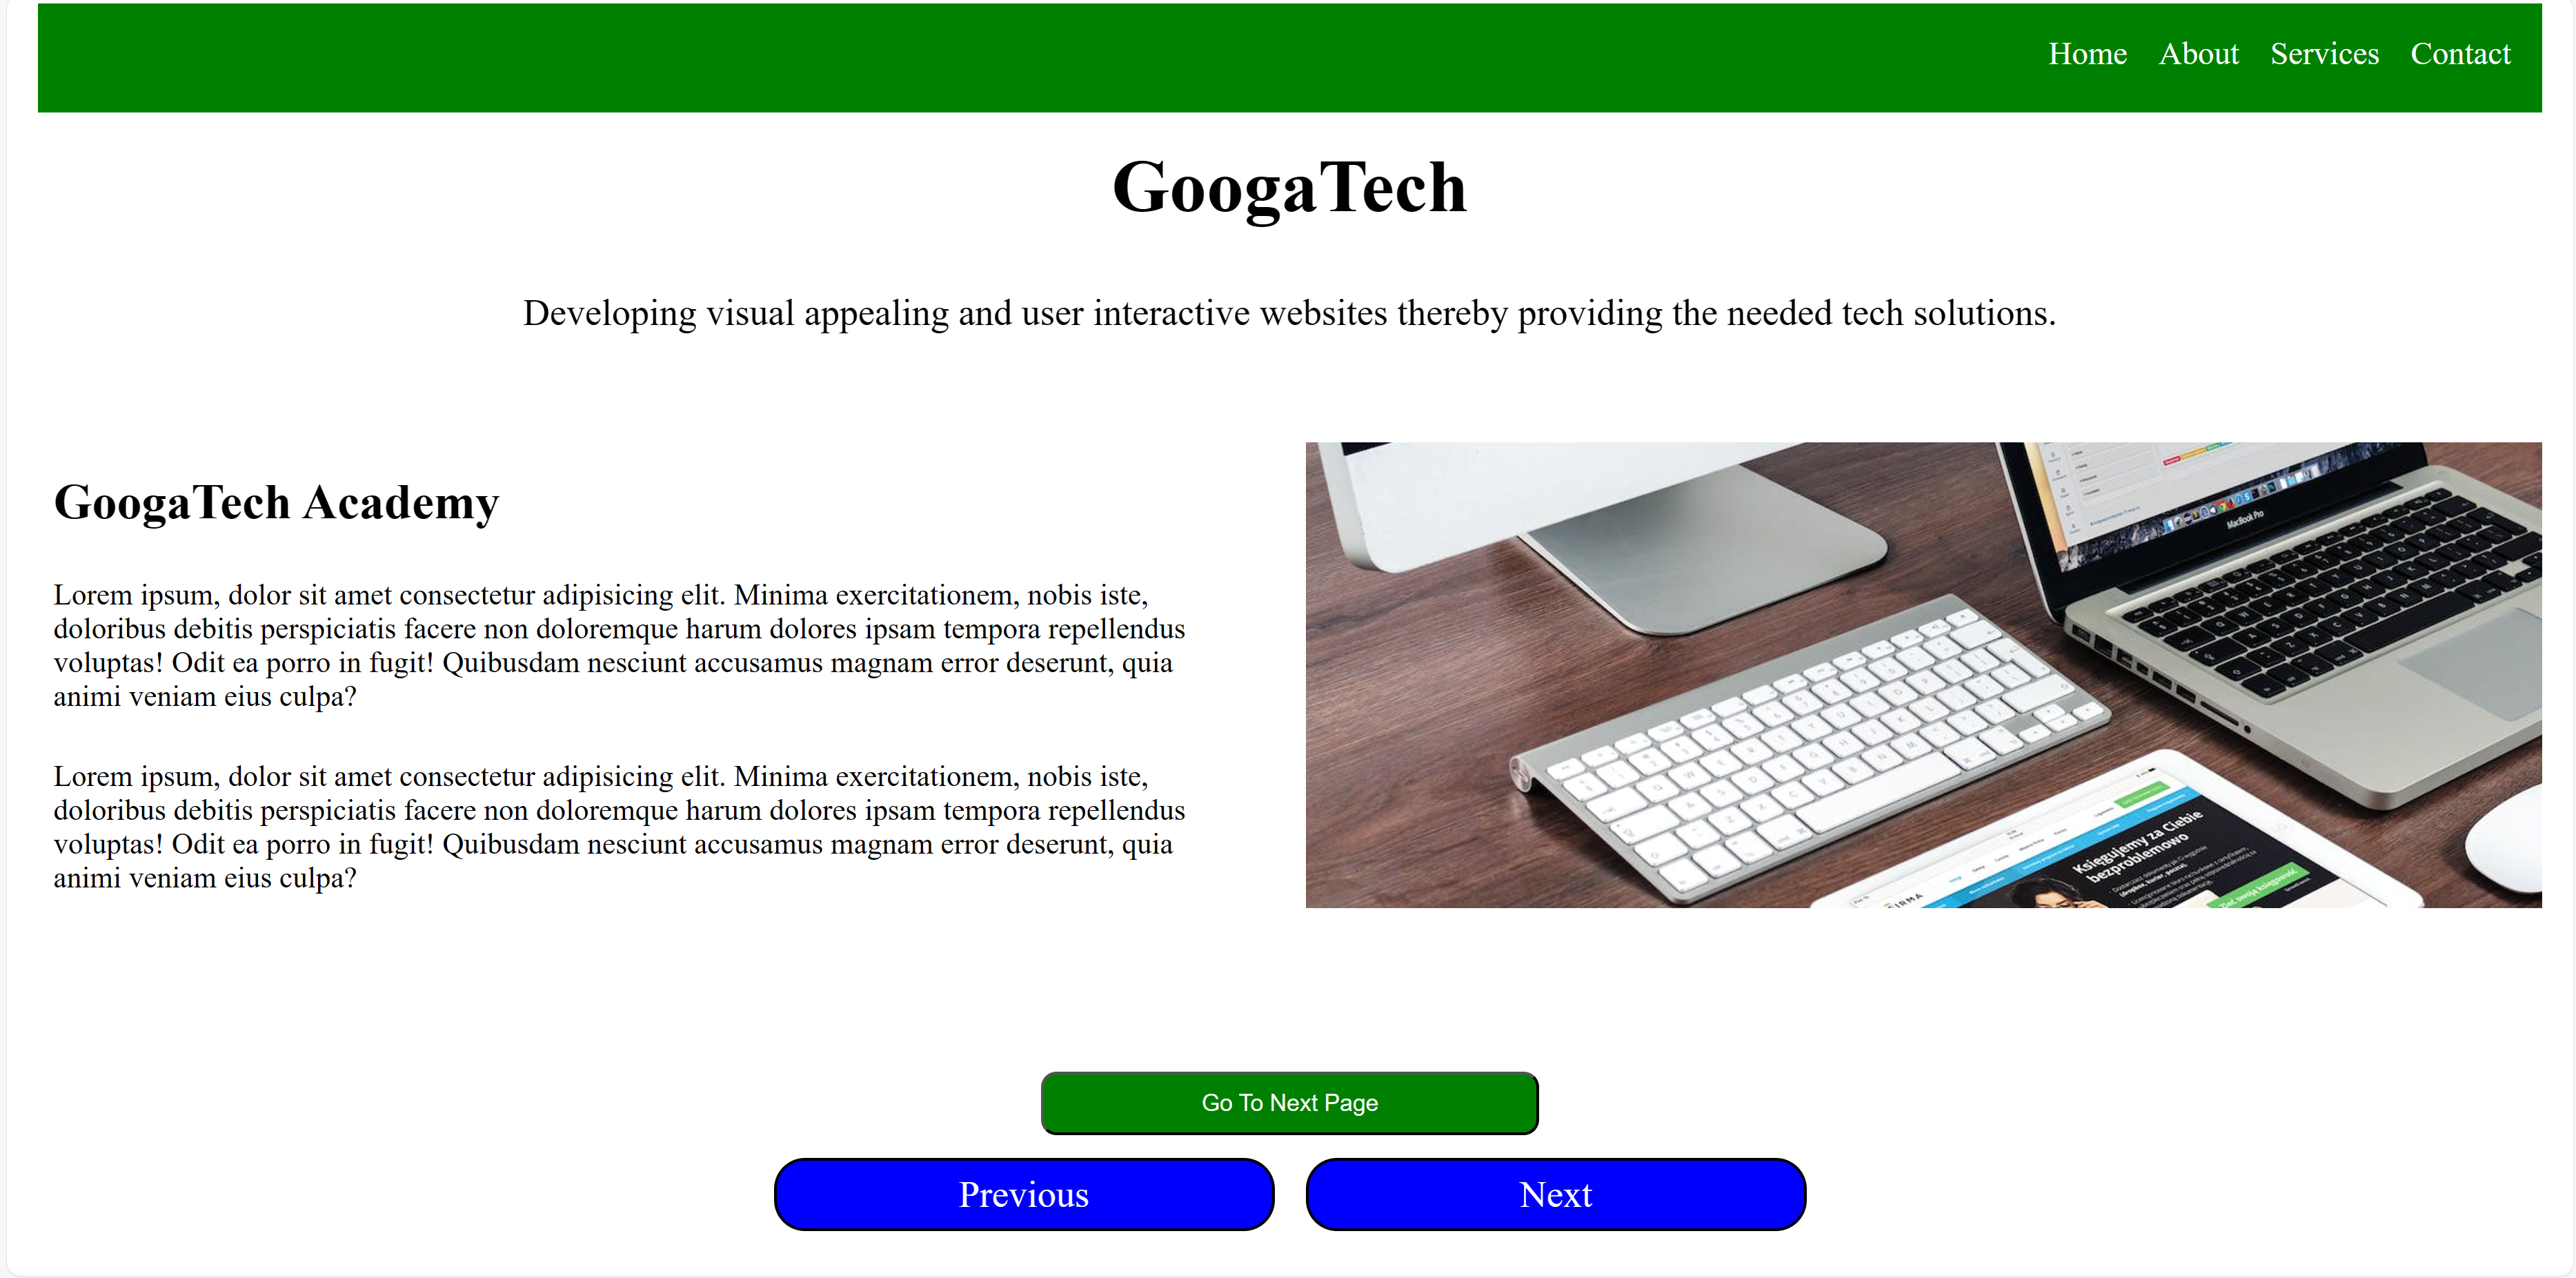 Home About Services Contact
GoogaTech
Developing visual appealing and user interactive websites thereby providing the needed tech solutions.
GoogaTech Academy
Lorem ipsum, dolor sit amet consectetur adipisicing elit. Minima exercitationem, nobis iste,
doloribus debitis perspiciatis facere non doloremque harum dolores ipsam tempora repellendus
voluptas! Odit ea porro in fugit! Quibusdam nesciunt accusamus magnam error deserunt, quia
animi veniam eius culpa?
Lorem ipsum, dolor sit amet consectetur adipisicing elit. Minima exercitationem, nobis iste,
doloribus debitis perspiciatis facere non doloremque harum dolores ipsam tempora repellendus
voluptas! Odit ea porro in fugit! Quibusdam nesciunt accusamus magnam error deserunt, quia
animi veniam eius culpa?
MacBook Pro
Księgujemy za Ciebie
bezproblemowo
Go To Next Page
Previous Next